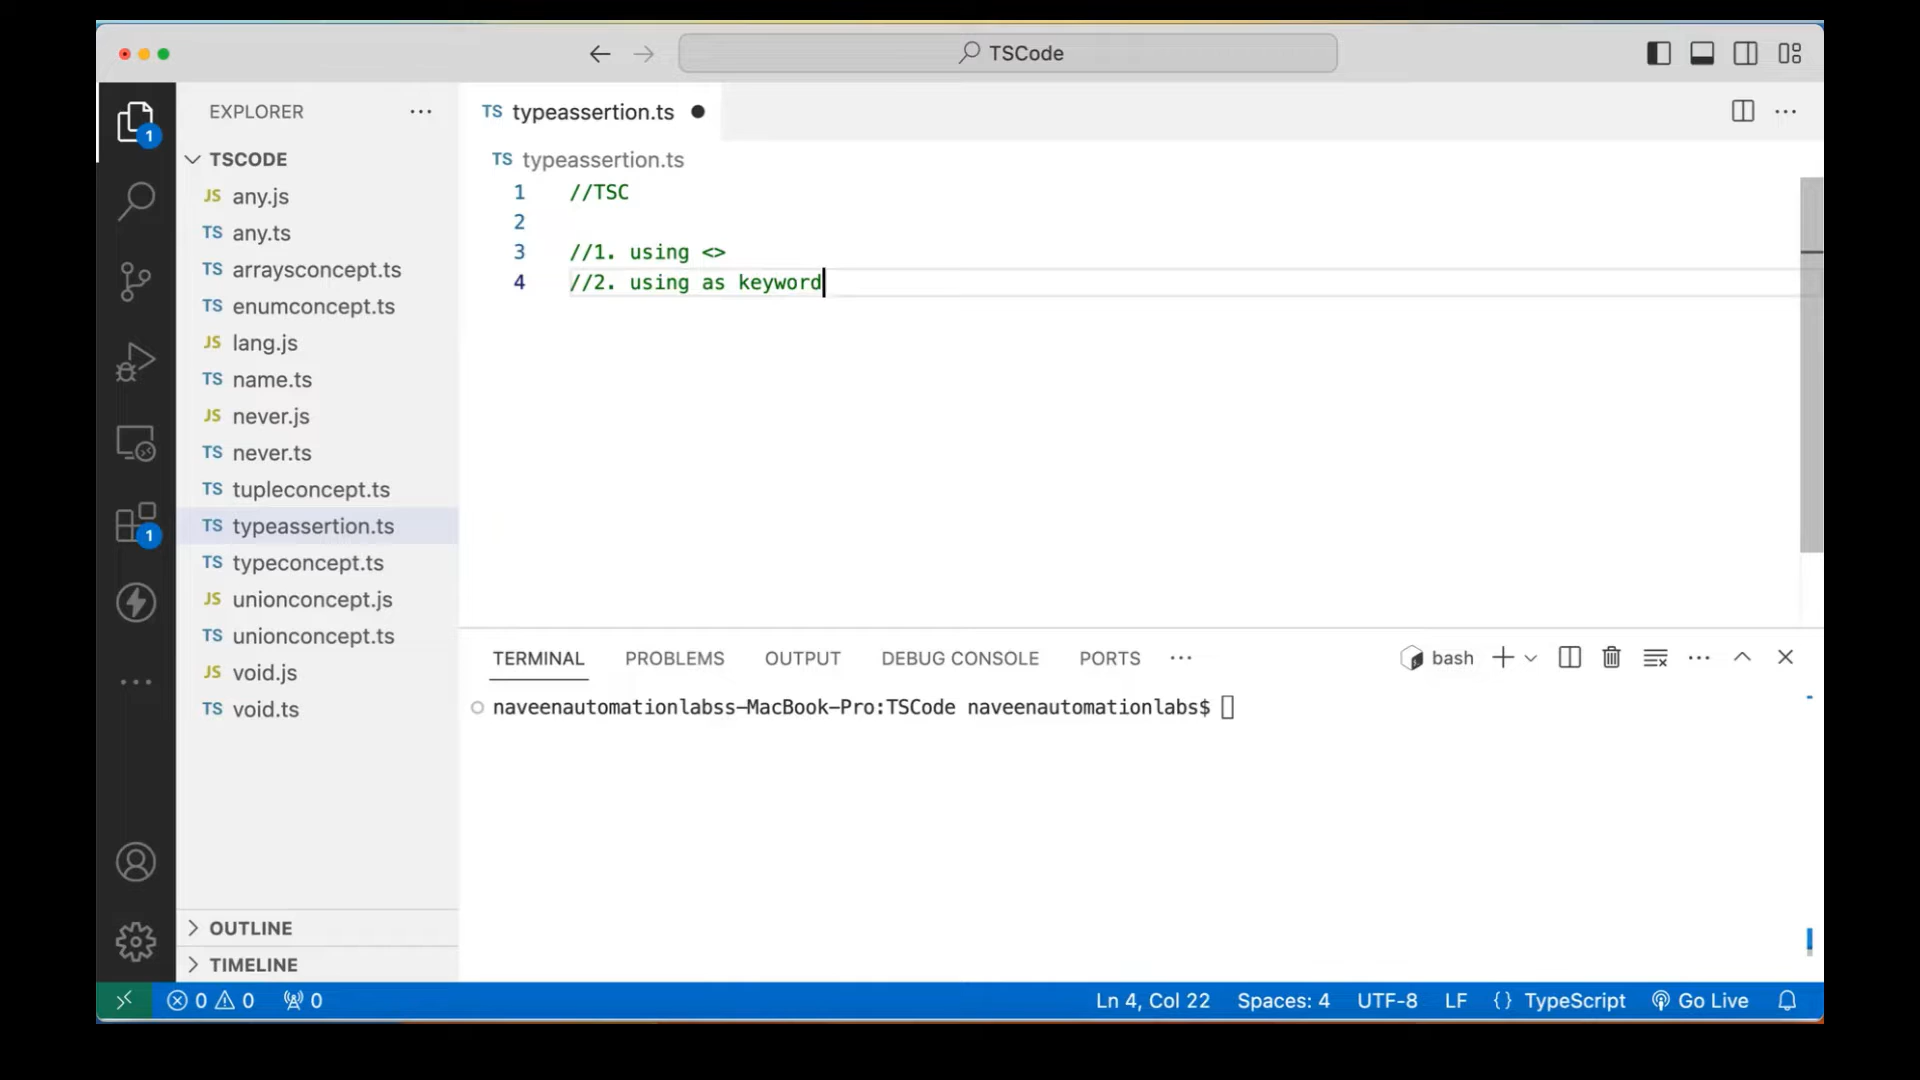 TSCode
EXPLORER
TSCODE
JS any.js
TS any.ts
TS arraysconcept.ts
TS enumconcept.ts
JS lang.js
TS name.ts
JS never.js
TS never.ts
TS tupleconcept.ts
TS typeassertion.ts
TS typeconcept.ts
JS unionconcept.js
TS unionconcept.ts
JS void.js
TS void.ts
OUTLINE
TIMELINE
1
1
TS typeassertion.ts
TS typeassertion.ts
1 //TSC
2
3 //1. using <>
4 //2. using as keyword
TERMINAL PROBLEMS OUTPUT DEBUG CONSOLE PORTS bash
naveenautomationlabss-MacBook-Pro:TSCode naveenautomationlabs$
0 0 0 Ln 4, Col 22 Spaces: 4 UTF-8 LF {} TypeScript Go Live